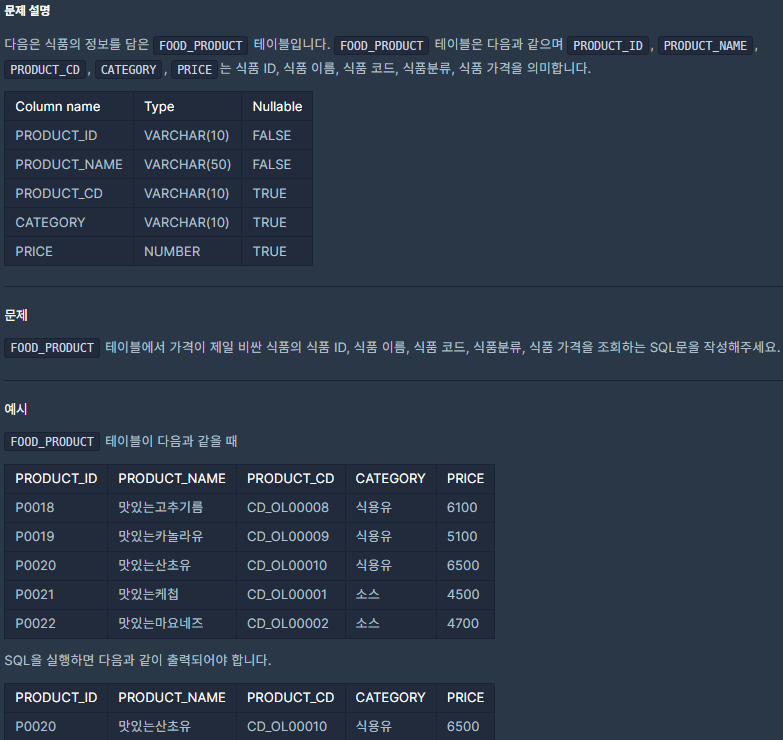 문제 설명
다음은 식품의 정보를 담은 FOOD_PRODUCT 테이블입니다. FOOD_PRODUCT 테이블은 다음과 같으며 PRODUCT_ID, PRODUCT_NAME,
PRODUCT_CD, CATEGORY, PRICE는 식품 ID, 식품 이름, 식품 코드, 식품분류, 식품 가격을 의미합니다.
Column name Type Nullable
PRODUCT_ID VARCHAR(10) FALSE
PRODUCT_NAME VARCHAR(50) FALSE
PRODUCT_CD VARCHAR(10) TRUE
CATEGORY VARCHAR(10) TRUE
PRICE NUMBER TRUE
문제
FOOD_PRODUCT 테이블에서 가격이 제일 비싼 식품의 식품 ID, 식품 이름, 식품 코드, 식품분류, 식품 가격을 조회하는 SQL문을 작성해주세요.
예시
FOOD_PRODUCT 테이블이 다음과 같을 때
PRODUCT_ID PRODUCT_NAME PRODUCT_CD CATEGORY PRICE
P0018 맛있는고추기름 CD_OL00008 식용유 6100
P0019 맛있는카놀라유 CD_OL00009 식용유 5100
P0020 맛있는산초유 CD_OL00010 식용유 6500
P0021 맛있는케첩 CD_OL00001 소스 4500
P0022 맛있는마요네즈 CD_OL00002 소스 4700
SQL을 실행하면 다음과 같이 출력되어야 합니다.
PRODUCT_ID PRODUCT_NAME PRODUCT_CD CATEGORY PRICE
P0020 맛있는산초유 CD_OL00010 식용유 6500